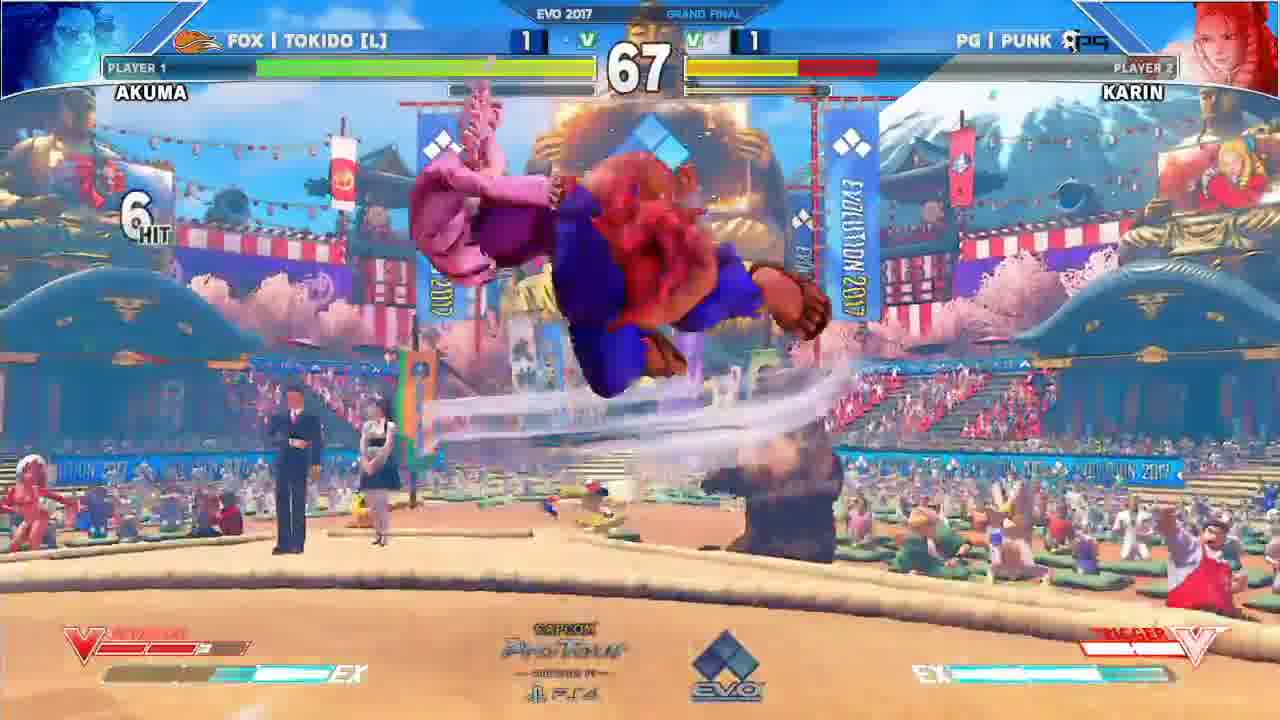 EVO 2017 GRAND FINAL
FOX | TOKIDO [L] 1 V 67 V 1 PG | PUNK
PLAYER 1 PLAYER 2
AKUMA KARIN
6
HIT
EVOLUTION 2017
2017
TRIGGER
EX EX
CAPCOM
Pro Tour
PS4
EVO